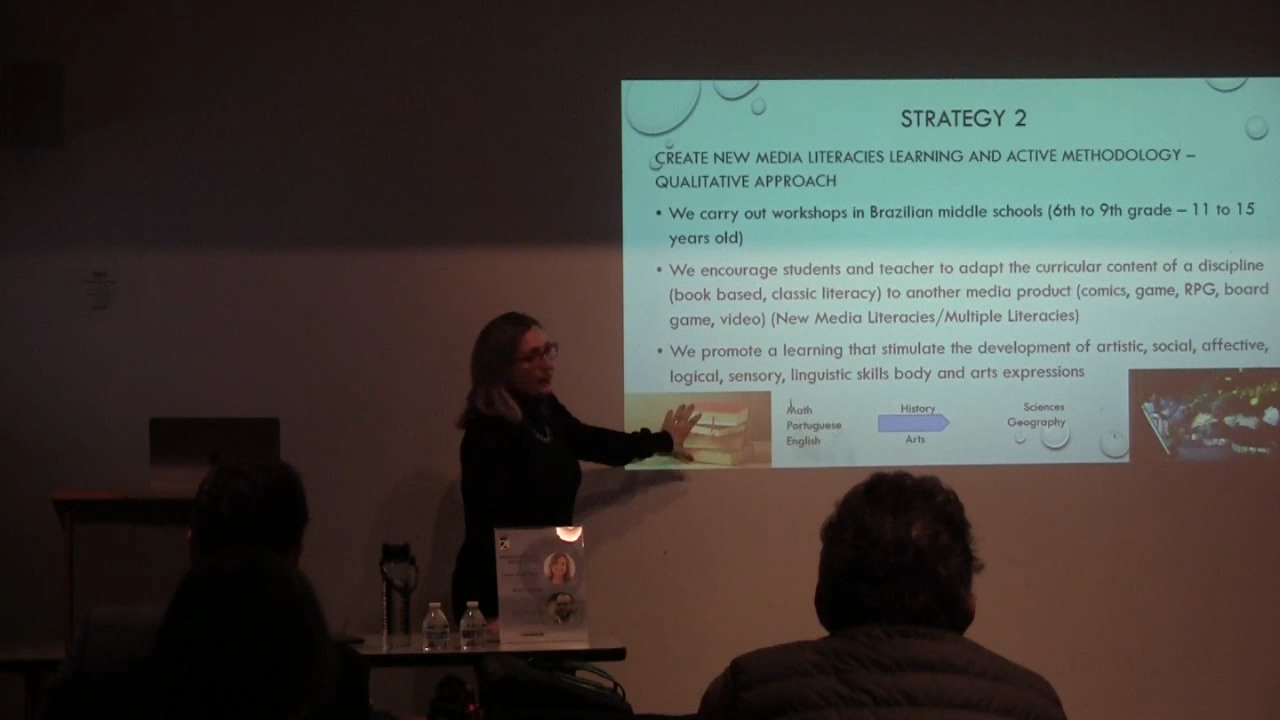 STRATEGY 2
CREATE NEW MEDIA LITERACIES LEARNING AND ACTIVE METHODOLOGY –
QUALITATIVE APPROACH
• We carry out workshops in Brazilian middle schools (6th to 9th grade – 11 to 15
years old)
• We encourage students and teacher to adapt the curricular content of a discipline
(book based, classic literacy) to another media product (comics, game, RPG, board
game, video) (New Media Literacies/Multiple Literacies)
• We promote a learning that stimulate the development of artistic, social, affective,
logical, sensory, linguistic skills body and arts expressions
Math
Portuguese
English
History
Arts
Sciences
Geography